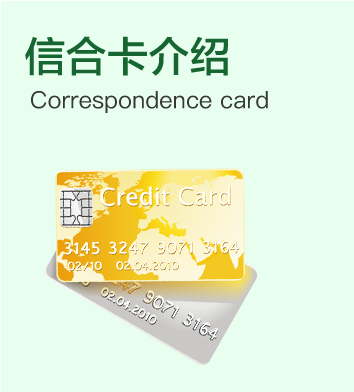 信合卡介绍
Correspondence card
Credit Card
3145 3247 9071 3164
02/10 02.04.2010
9071 3164
02.04.2010